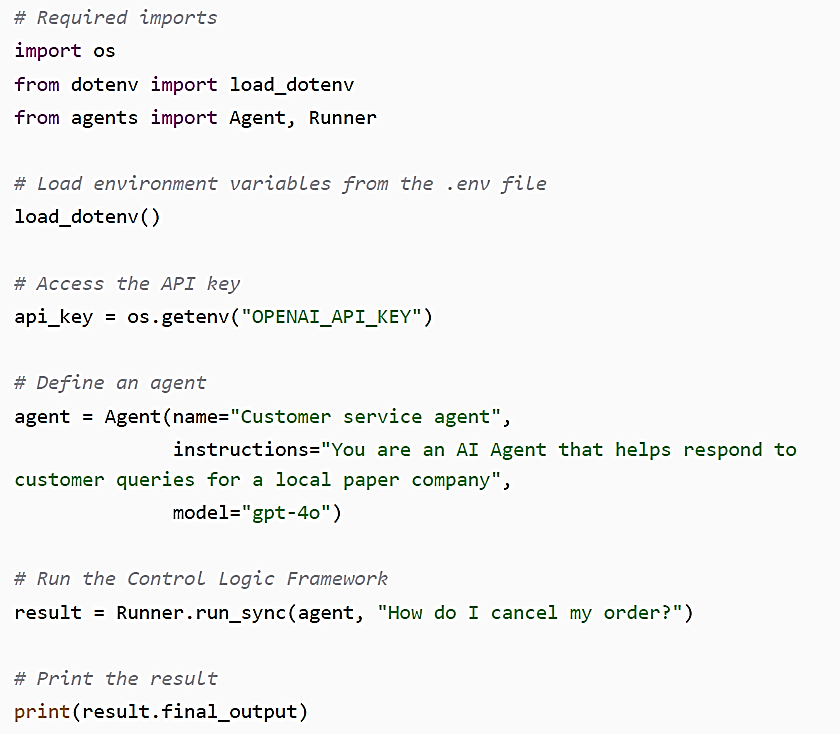 # Required imports
import os
from dotenv import load_dotenv
from agents import Agent, Runner
# Load environment variables from the .env file
load_dotenv()
# Access the API key
api_key = os.getenv("OPENAI_API_KEY")
# Define an agent
agent = Agent(name="Customer service agent",
instructions="You are an AI Agent that helps respond to
customer queries for a local paper company",
model="gpt-4o")
# Run the Control Logic Framework
result = Runner.run_sync(agent, "How do I cancel my order?")
# Print the result
print(result.final_output)